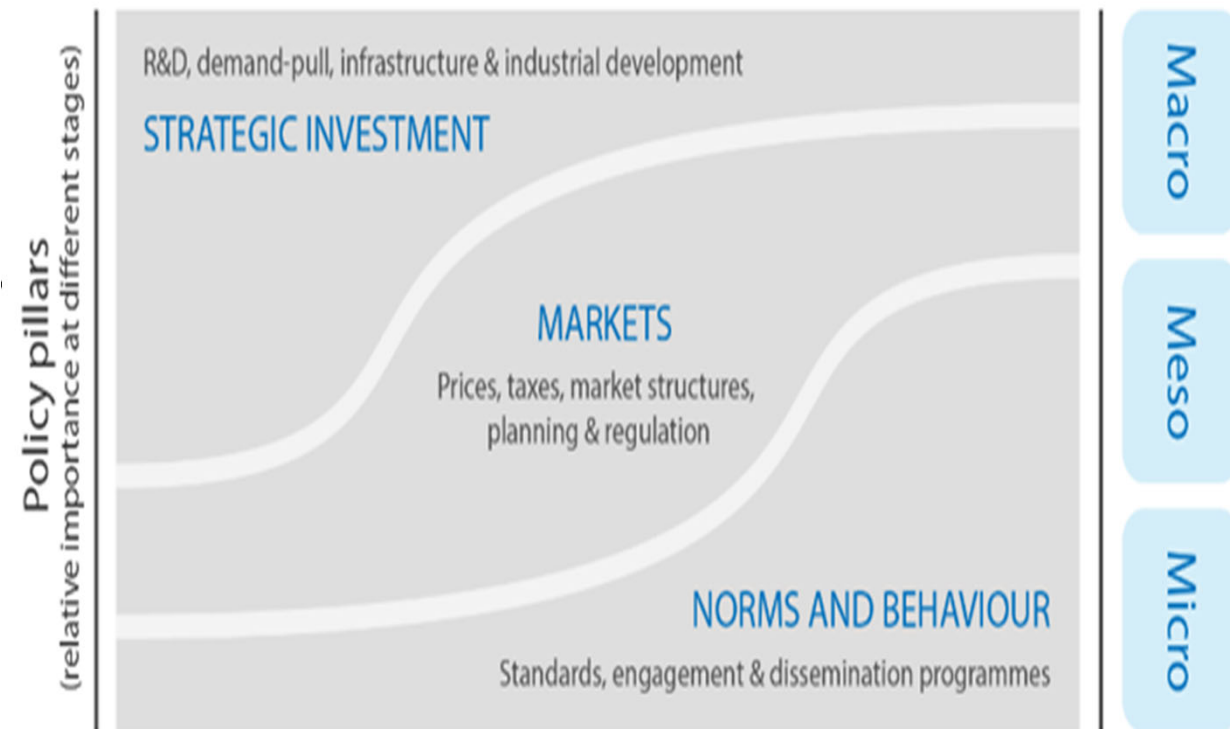 Policy pillars
(relative importance at different stages)
R&D, demand-pull, infrastructure & industrial development
STRATEGIC INVESTMENT
MARKETS
Prices, taxes, market structures,
planning & regulation
NORMS AND BEHAVIOUR
Standards, engagement & dissemination programmes
Macro
Meso
Micro